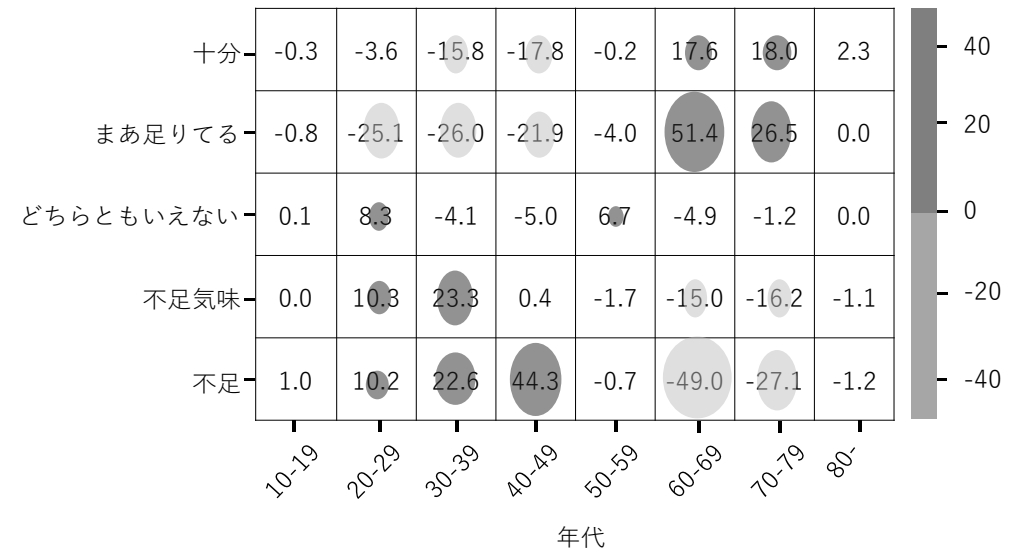 十分 -0.3 -3.6 -15.8 -17.8 -0.2 17.6 18.0 2.3
まあ足りてる -0.8 -25.1 -26.0 -21.9 -4.0 51.4 26.5 0.0
どちらともいえない 0.1 8.3 -4.1 -5.0 6.7 -4.9 -1.2 0.0
不足気味 0.0 10.3 23.3 0.4 -1.7 -15.0 -16.2 -1.1
不足 1.0 10.2 22.6 44.3 -0.7 -49.0 -27.1 -1.2
10-19 20-29 30-39 40-49 50-59 60-69 70-79 80-
年代
40
20
0
-20
-40